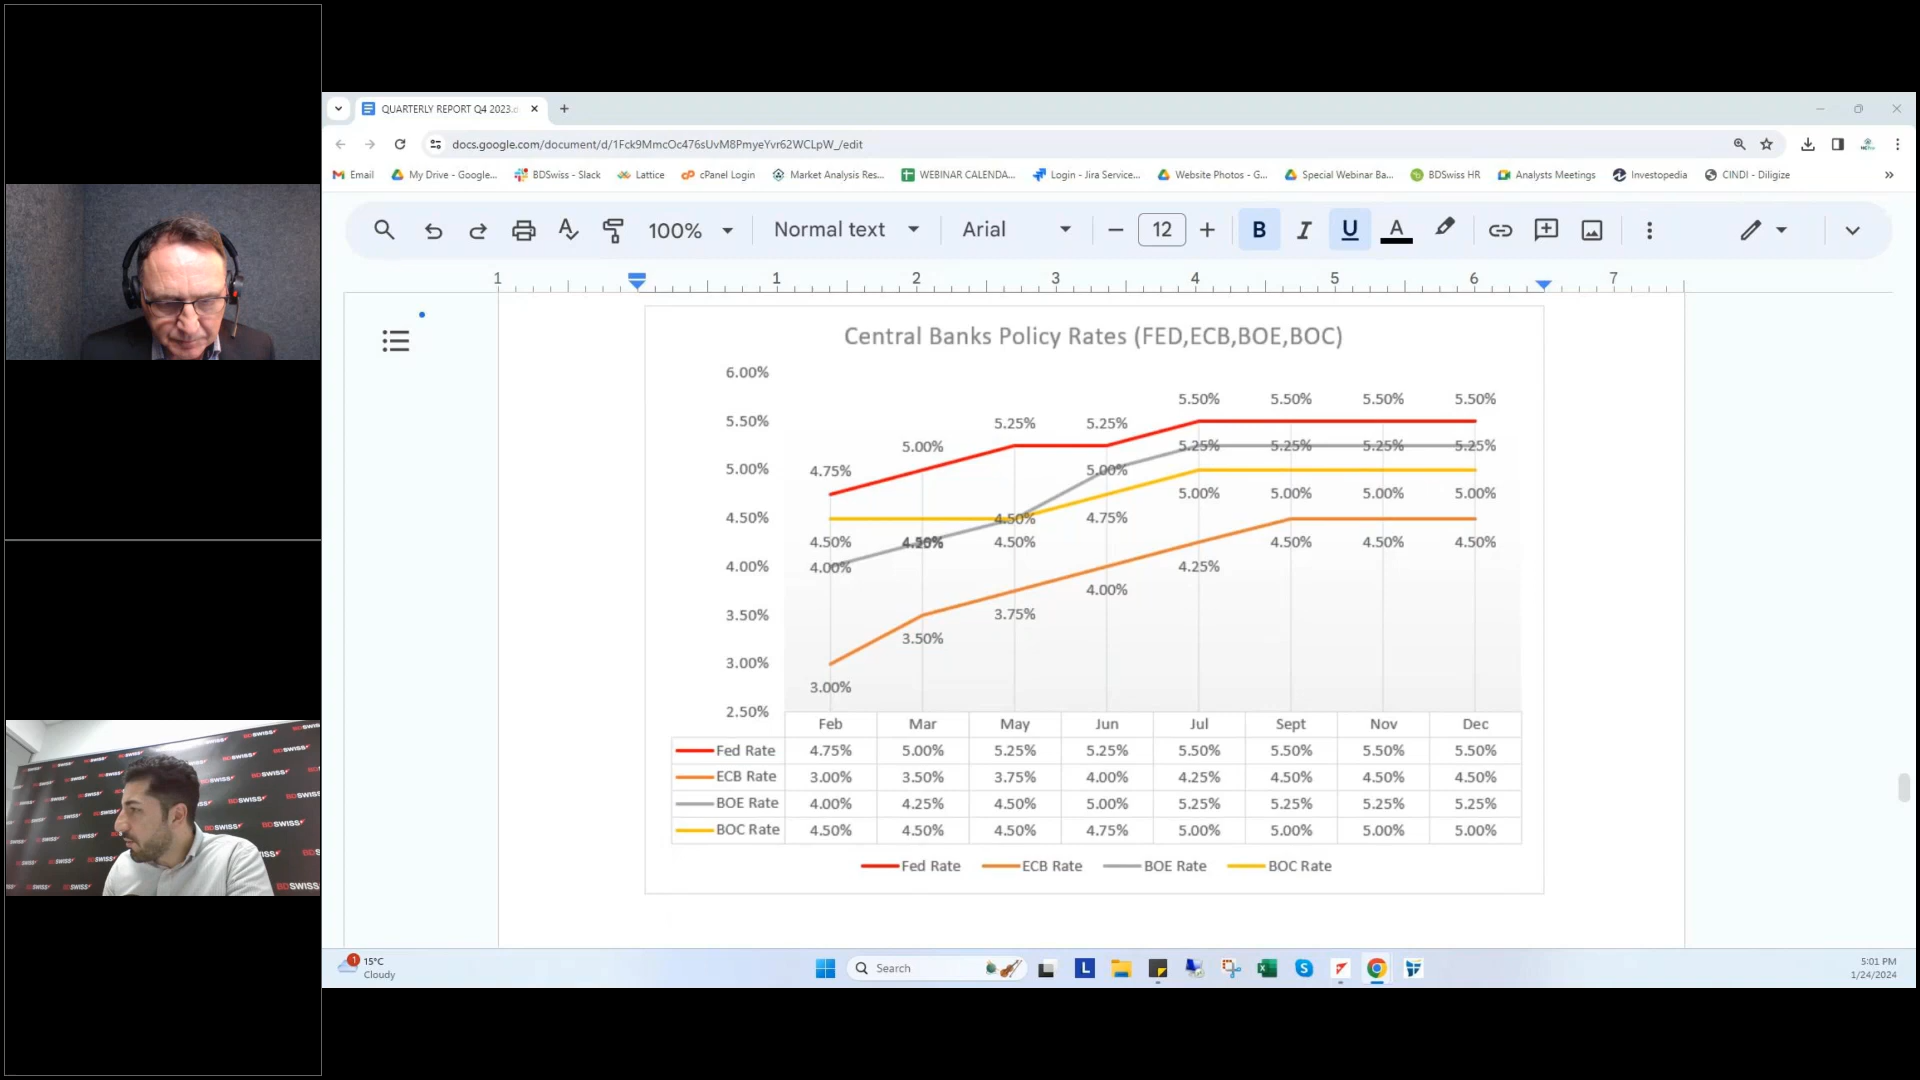 QUARTERLY REPORT Q4 2023.d
docs.google.com/document/d/1Fck9MmcOc476sUvM8PmyeYvr62WCLpW_/edit
Email My Drive - Google... BDSwiss - Slack Lattice cPanel Login Market Analysis Res... WEBINAR CALENDA... Login - Jira Service... Website Photos - G... Special Webinar Ba... BDSwiss HR Analysts Meetings Investopedia CINDI - Diligize
100% Normal text Arial 12 B I U A
1 1 2 3 4 5 6 7
Central Banks Policy Rates (FED,ECB,BOE,BOC)
6.00%
5.50% 5.50% 5.50% 5.50%
5.50%
5.25% 5.25%
5.00% 5.25% 5.25% 5.25% 5.25%
5.00%
4.75% 5.00%
5.00% 5.00% 5.00% 5.00%
4.50%
4.50% 4.75%
4.50% 4.50% 4.50% 4.50% 4.50%
4.00%
4.00% 4.25%
4.00%
3.50%
3.75%
3.50%
3.00%
3.00%
2.50%
Feb Mar May Jun Jul Sept Nov Dec
Fed Rate 4.75% 5.00% 5.25% 5.25% 5.50% 5.50% 5.50% 5.50%
ECB Rate 3.00% 3.50% 3.75% 4.00% 4.25% 4.50% 4.50% 4.50%
BOE Rate 4.00% 4.25% 4.50% 5.00% 5.25% 5.25% 5.25% 5.25%
BOC Rate 4.50% 4.50% 4.50% 4.75% 5.00% 5.00% 5.00% 5.00%
Fed Rate ECB Rate BOE Rate BOC Rate
BDSWISS
1
15°C
Cloudy
Search
L
5:01 PM
1/24/2024